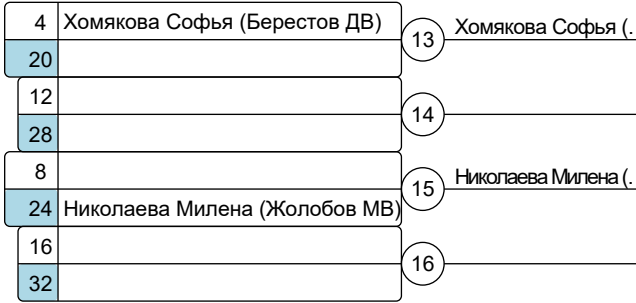 4 Хомякова Софья (Берестов ДВ)
13 Хомякова Софья (.
20
12
14
28
8
15 Николаева Милена (.
24 Николаева Милена (Жолобов МВ)
16
16
32